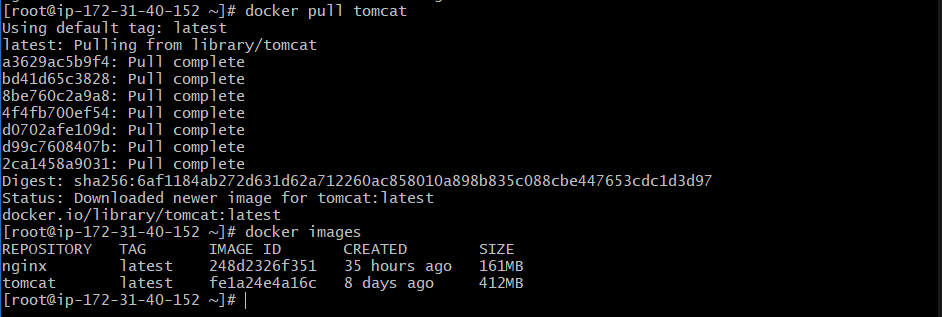 [root@ip-172-31-40-152 ~]# docker pull tomcat
Using default tag: latest
latest: Pulling from library/tomcat
a3629ac5b9f4: Pull complete
bd41d65c3828: Pull complete
8be760c2a9a8: Pull complete
4f4fb700ef54: Pull complete
d0702afe109d: Pull complete
d99c7608407b: Pull complete
2ca1458a9031: Pull complete
Digest: sha256:6af1184ab272d631d62a712260ac858010a898b835c088cbe447653cdc1d3d97
Status: Downloaded newer image for tomcat:latest
docker.io/library/tomcat:latest
[root@ip-172-31-40-152 ~]# docker images
REPOSITORY   TAG       IMAGE ID       CREATED        SIZE
nginx        latest    248d2326f351   35 hours ago   161MB
tomcat       latest    fe1a24e4a16c   8 days ago     412MB
[root@ip-172-31-40-152 ~]#